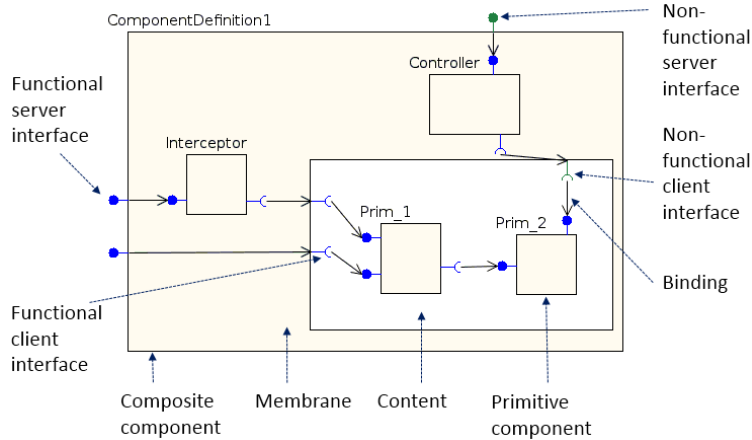 ComponentDefinition1
Non-
functional
server
interface
Controller
Functional
server
interface
Interceptor
Non-
functional
client
interface
Prim_1
Prim_2
Binding
Functional
client
interface
Composite
component
Membrane
Content
Primitive
component